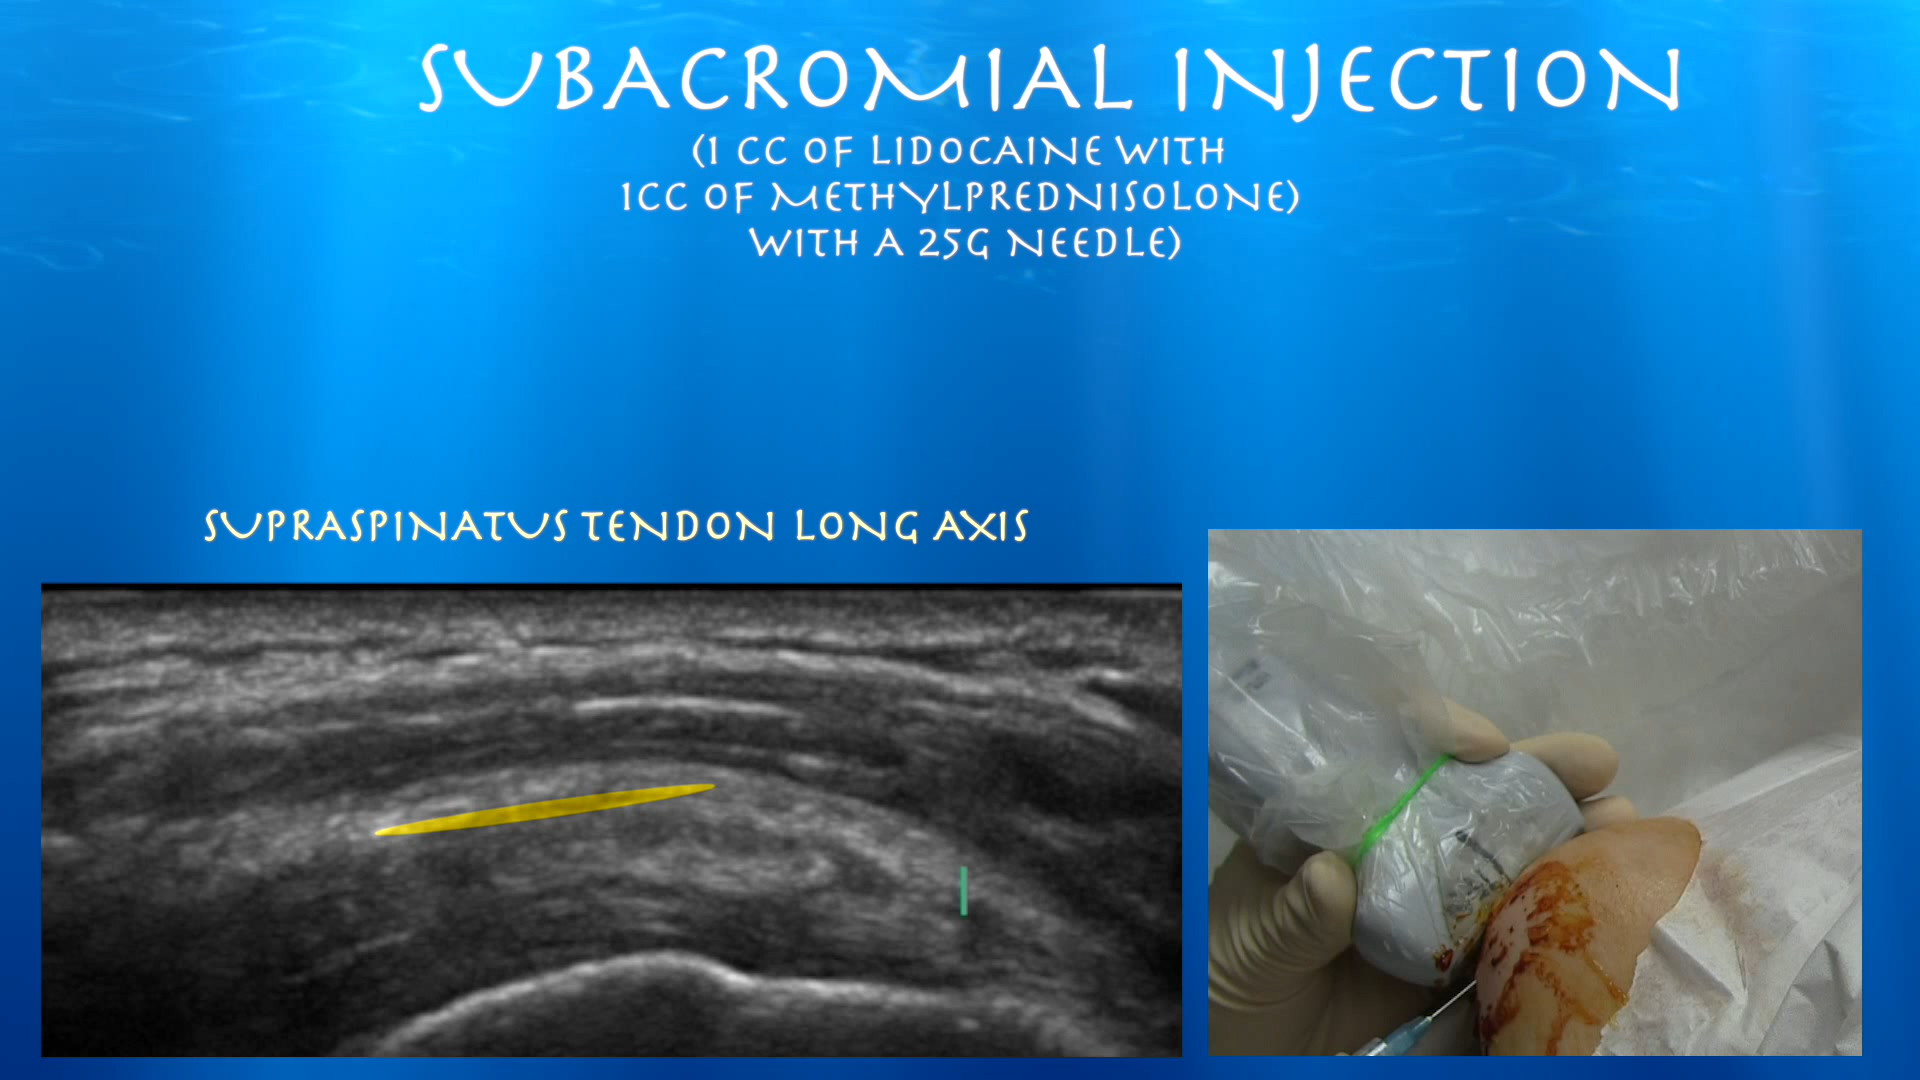 SUBACROMIAL INJECTION
(1 CC OF LIDOCAINE WITH
1CC OF METHYLPREDNISOLONE)
WITH A 25G NEEDLE)
SUPRASPINATUS TENDON LONG AXIS